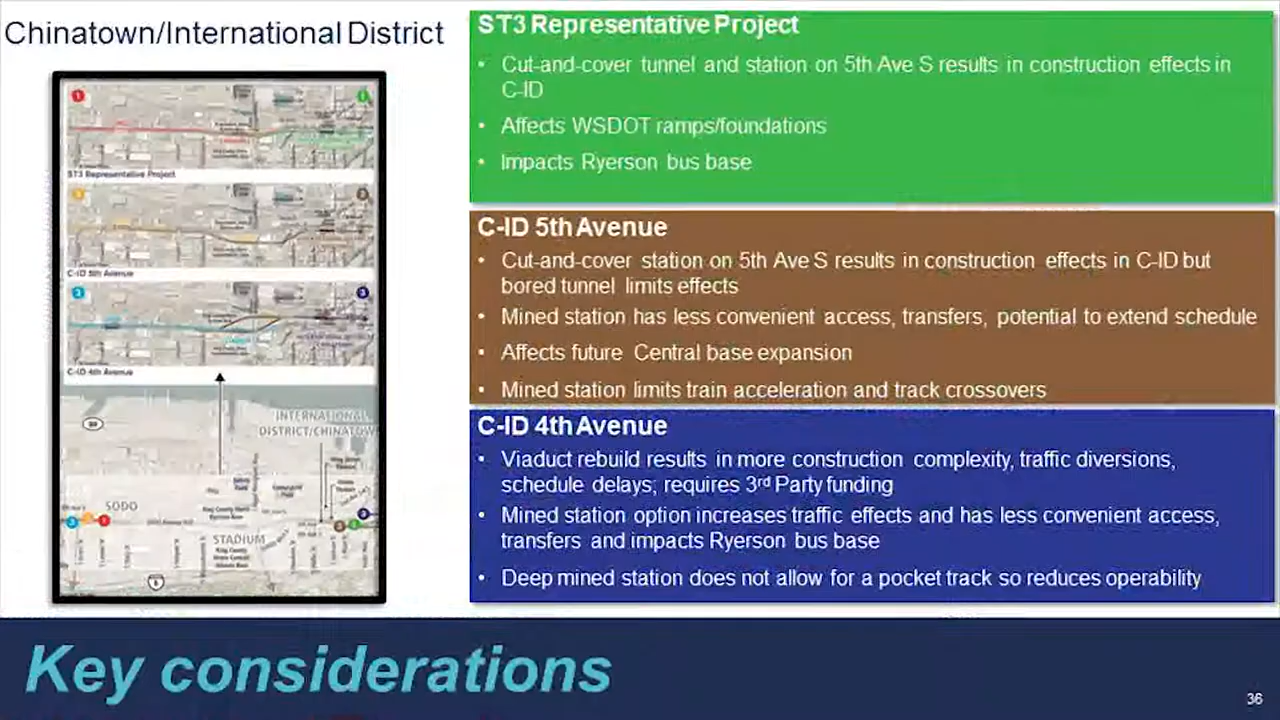 Chinatown/International District
ST3 Representative Project
C-ID 5th Avenue
C-ID 4th Avenue
INTERNATIONAL
DISTRICT/CHINATOWN
SODO
STADIUM
ST3 Representative Project
• Cut-and-cover tunnel and station on 5th Ave S results in construction effects in
C-ID
• Affects WSDOT ramps/foundations
• Impacts Ryerson bus base
C-ID 5th Avenue
• Cut-and-cover station on 5th Ave S results in construction effects in C-ID but
bored tunnel limits effects
• Mined station has less convenient access, transfers, potential to extend schedule
• Affects future Central base expansion
• Mined station limits train acceleration and track crossovers
C-ID 4th Avenue
• Viaduct rebuild results in more construction complexity, traffic diversions,
schedule delays; requires 3rd Party funding
• Mined station option increases traffic effects and has less convenient access,
transfers and impacts Ryerson bus base
• Deep mined station does not allow for a pocket track so reduces operability
Key considerations
36